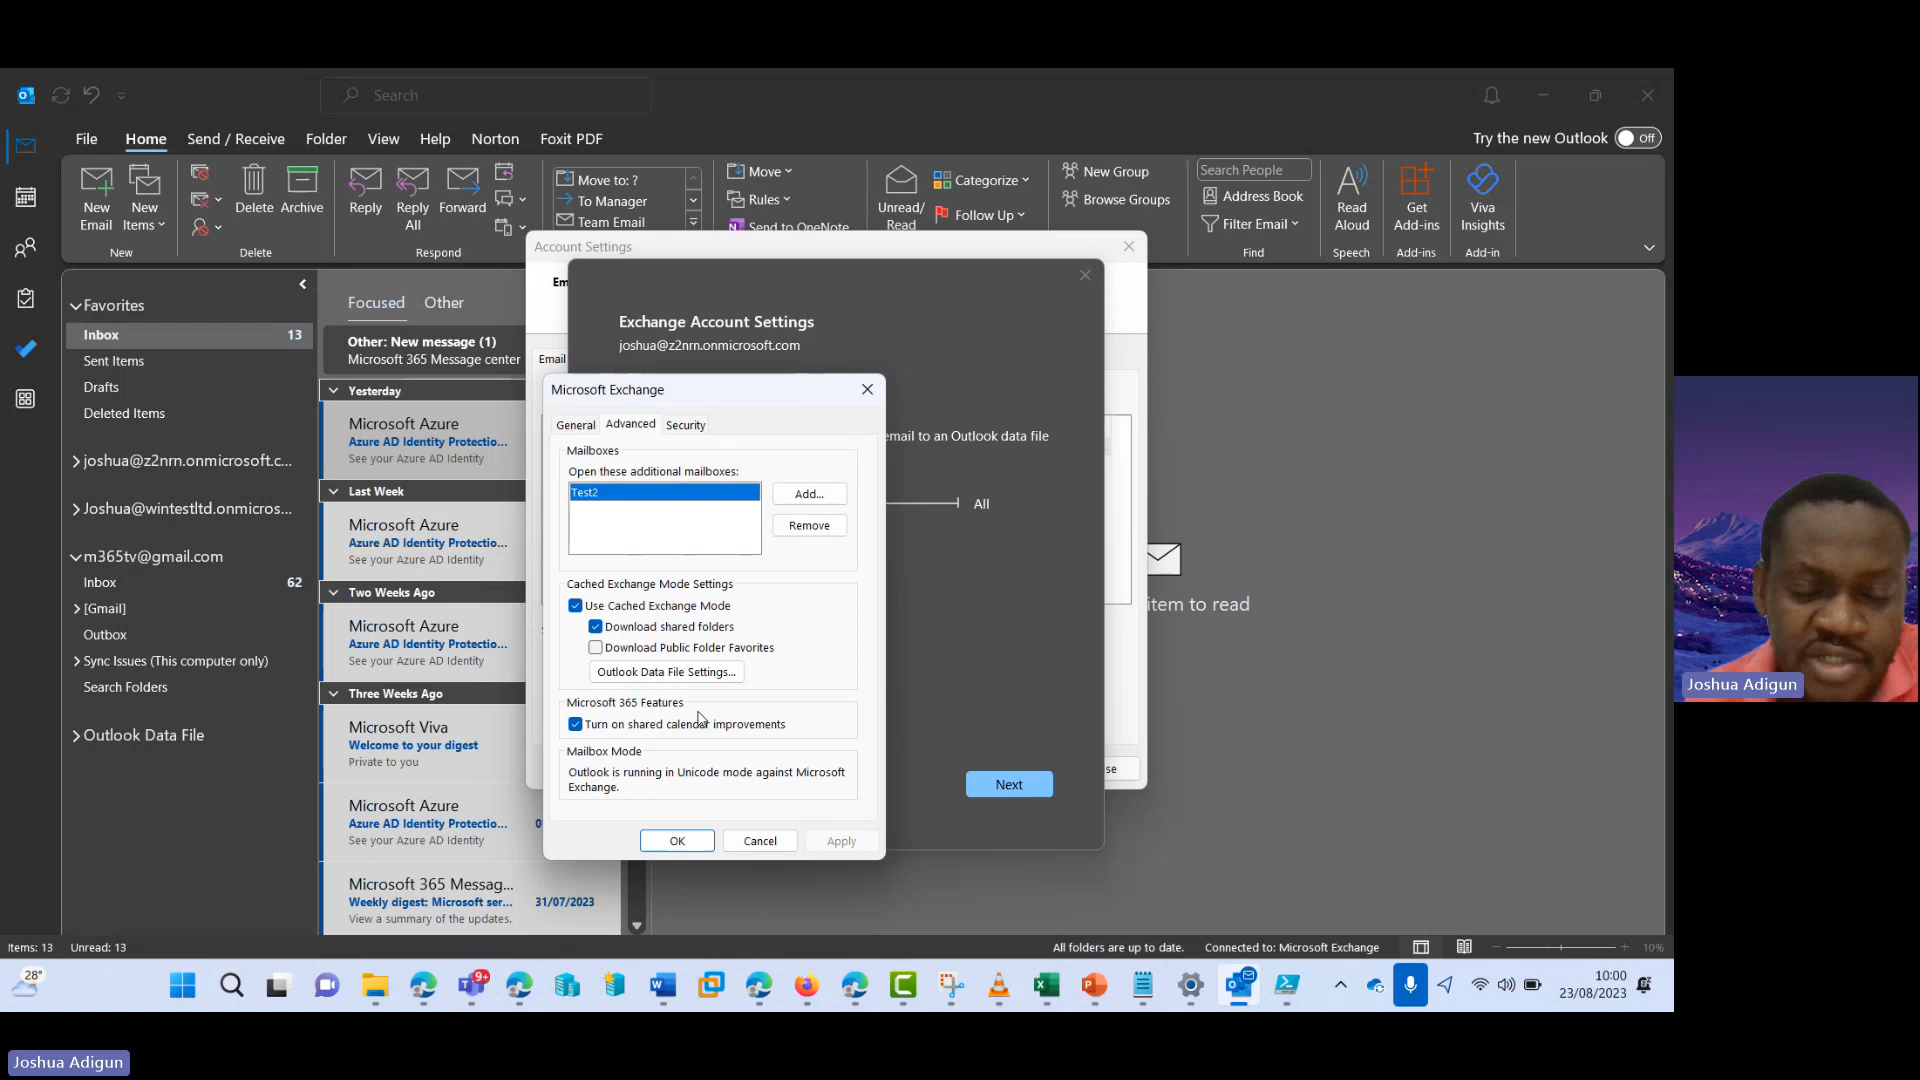 Search
File Home Send / Receive Folder View Help Norton Foxit PDF
Try the new Outlook Off
New Email
New Items
New
Delete
Archive
Delete
Reply
Reply All
Forward
Respond
Move to: ?
To Manager
Team Email
Move
Rules
Send to OneNote
Unread/ Read
Categorize
Follow Up
New Group
Browse Groups
Search People
Address Book
Filter Email
Find
Read Aloud
Speech
Get Add-ins
Add-ins
Viva Insights
Add-in
Favorites
Inbox 13
Sent Items
Drafts
Deleted Items
joshua@z2nrn.onmicrosoft.c...
Joshua@wintestltd.onmicros...
m365tv@gmail.com
Inbox 62
[Gmail]
Outbox
Sync Issues (This computer only)
Search Folders
Outlook Data File
Focused Other
Other: New message (1)
Microsoft 365 Message center
Yesterday
Microsoft Azure
Azure AD Identity Protectio...
See your Azure AD Identity
Last Week
Microsoft Azure
Azure AD Identity Protectio...
See your Azure AD Identity
Two Weeks Ago
Microsoft Azure
Azure AD Identity Protectio...
See your Azure AD Identity
Three Weeks Ago
Microsoft Viva
Welcome to your digest
Private to you
Microsoft Azure
Azure AD Identity Protectio...
See your Azure AD Identity
Microsoft 365 Messag...
Weekly digest: Microsoft ser... 31/07/2023
View a summary of the updates.
Account Settings
Em
Email
Exchange Account Settings
joshua@z2nrn.onmicrosoft.com
email to an Outlook data file
All
Next
se
item to read
Microsoft Exchange
General Advanced Security
Mailboxes
Open these additional mailboxes:
Test2
Add...
Remove
Cached Exchange Mode Settings
Use Cached Exchange Mode
Download shared folders
Download Public Folder Favorites
Outlook Data File Settings...
Microsoft 365 Features
Turn on shared calendar improvements
Mailbox Mode
Outlook is running in Unicode mode against Microsoft
Exchange.
OK Cancel Apply
Items: 13 Unread: 13
All folders are up to date. Connected to: Microsoft Exchange 10%
28°
9+
10:00
23/08/2023
Joshua Adigun
Joshua Adigun